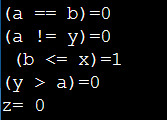 (a == b)=0
(a != y)=0
 (b <= x)=1
(y > a)=0
z= 0